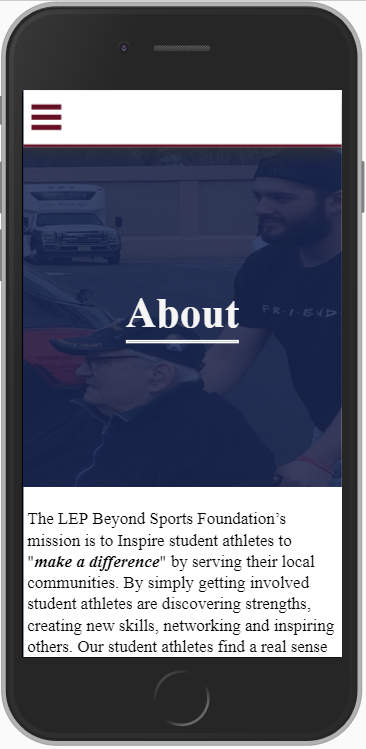 F·R·I·E·N·D·
About
The LEP Beyond Sports Foundation’s
mission is to Inspire student athletes to
"make a difference" by serving their local
communities. By simply getting involved
student athletes are discovering strengths,
creating new skills, networking and inspiring
others. Our student athletes find a real sense